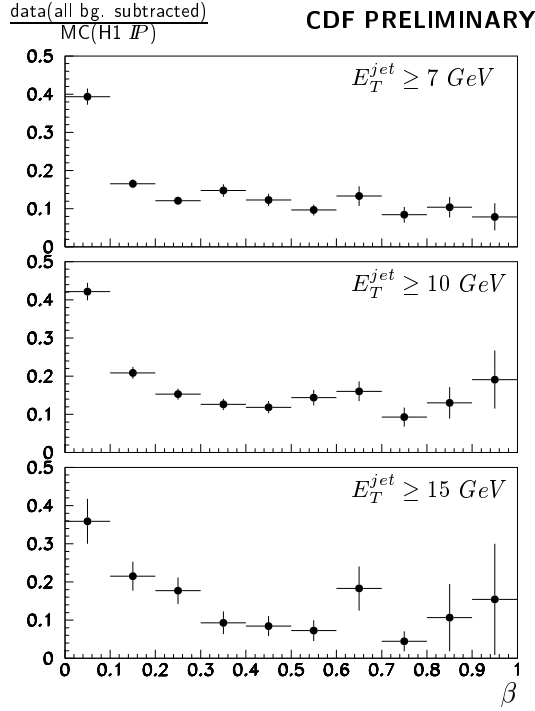 data(all bg. subtracted)
MC(H1 IP)
CDF PRELIMINARY
E_T^{jet} ≥ 7 GeV
0.5
0.4
0.3
0.2
0.1
0
E_T^{jet} ≥ 10 GeV
0.5
0.4
0.3
0.2
0.1
0
E_T^{jet} ≥ 15 GeV
0.5
0.4
0.3
0.2
0.1
0
0 0.1 0.2 0.3 0.4 0.5 0.6 0.7 0.8 0.9 1
β